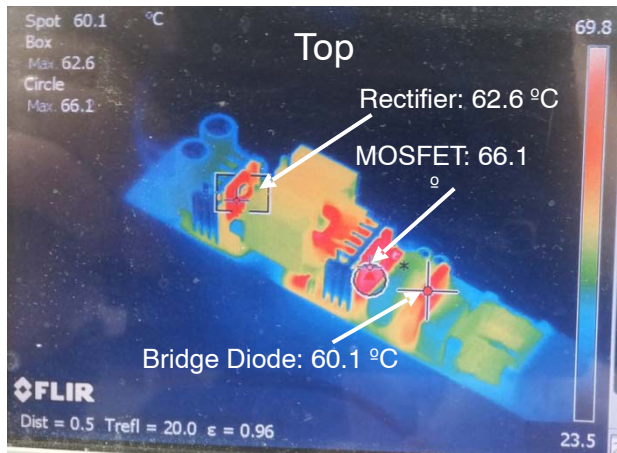 Spot 60.1 ºC
Box
Max. 62.6
Circle
Max. 66.1
Top
69.8
Rectifier: 62.6 ºC
MOSFET: 66.1
º
Bridge Diode: 60.1 ºC
FLIR
Dist = 0.5 Trefl = 20.0 ε = 0.96
23.5